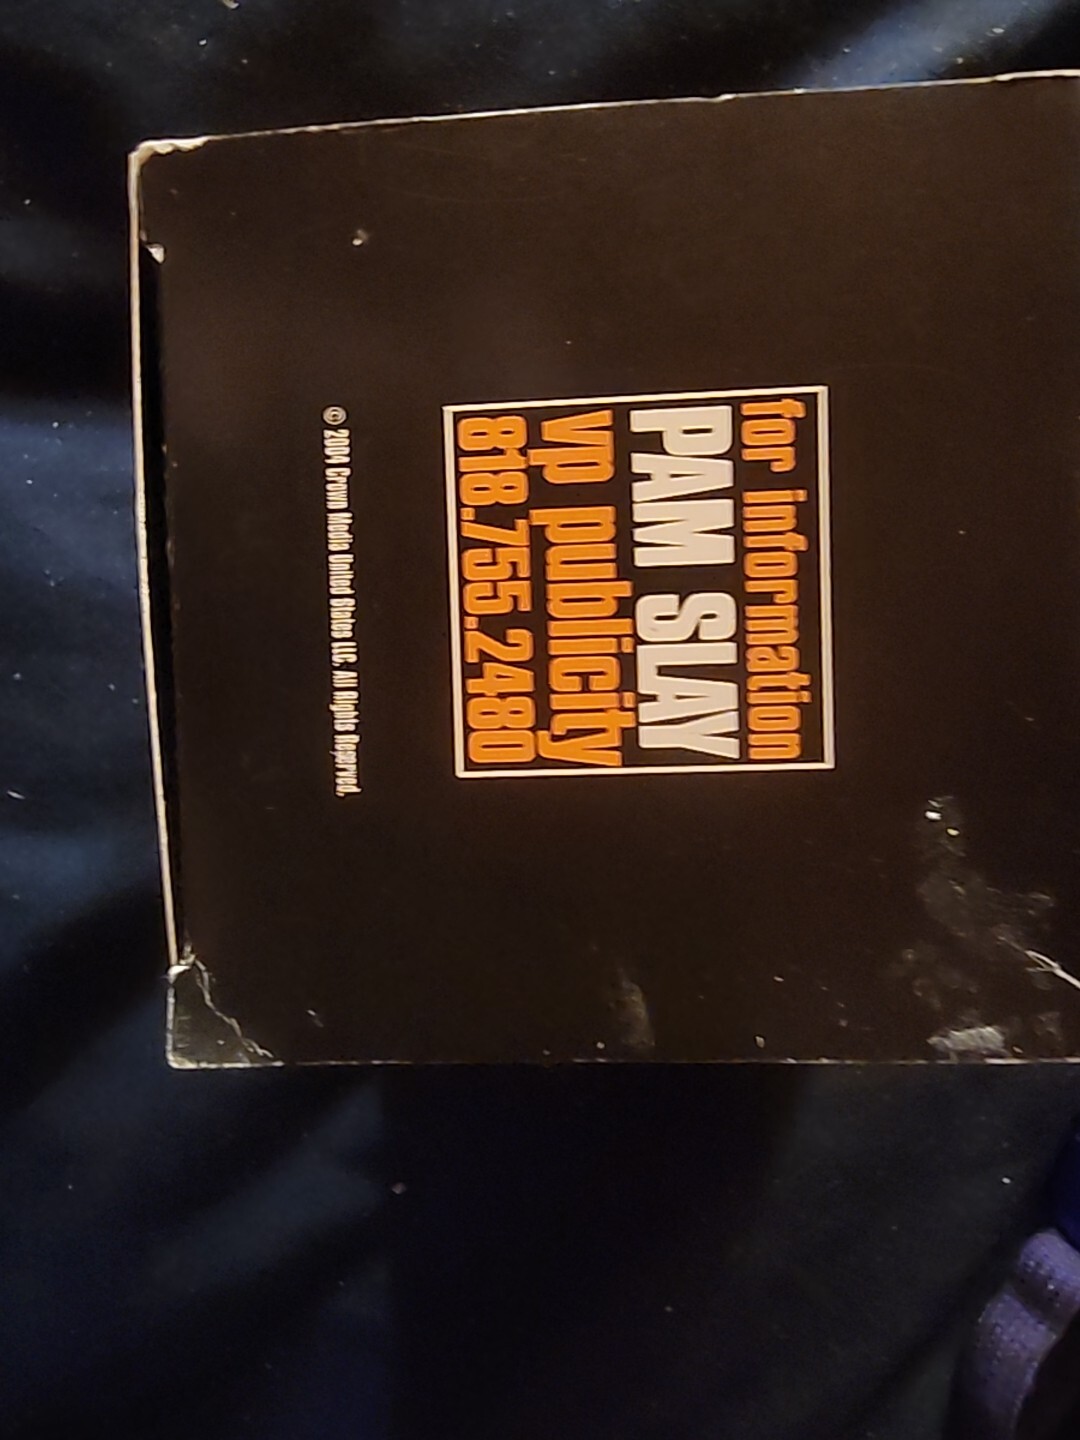 for information
PAM SLAY
vp publicity
818.755.2480
© 2004 Crown Media United States LLC. All Rights Reserved.